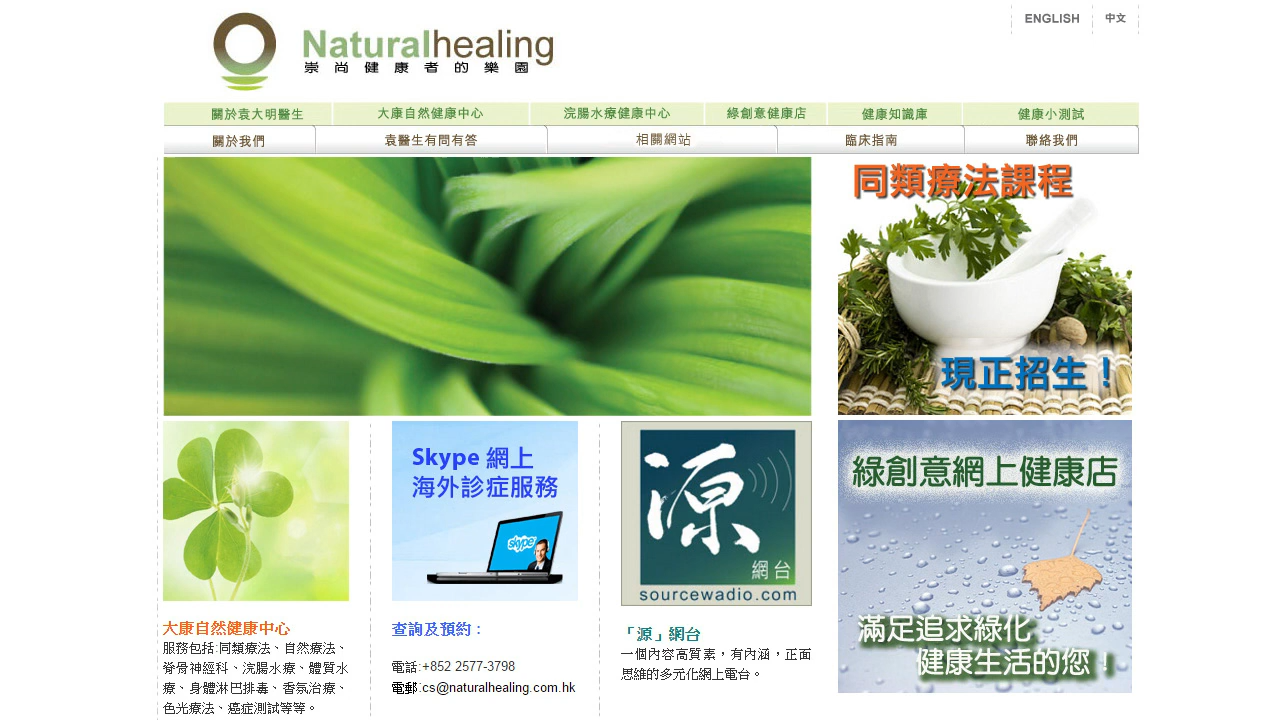 ENGLISH
中文
Naturalhealing
崇尚健康者的樂園
關於袁大明醫生
大康自然健康中心
浣腸水療健康中心
綠創意健康店
健康知識庫
健康小測試
關於我們
袁醫生有問有答
相關網站
臨床指南
聯絡我們
同類療法課程
現正招生！
Skype 網上
海外診症服務
skype
源
網台
sourcewadio.com
綠創意網上健康店
滿足追求綠化
健康生活的您！
大康自然健康中心
服務包括:同類療法、自然療法、
脊骨神經科、浣腸水療、體質水
療、身體淋巴排毒、香氛治療、
色光療法、癌症測試等等。
查詢及預約：
電話:+852 2577-3798
電郵:cs@naturalhealing.com.hk
「源」網台
一個內容高質素，有內涵，正面
思維的多元化網上電台。